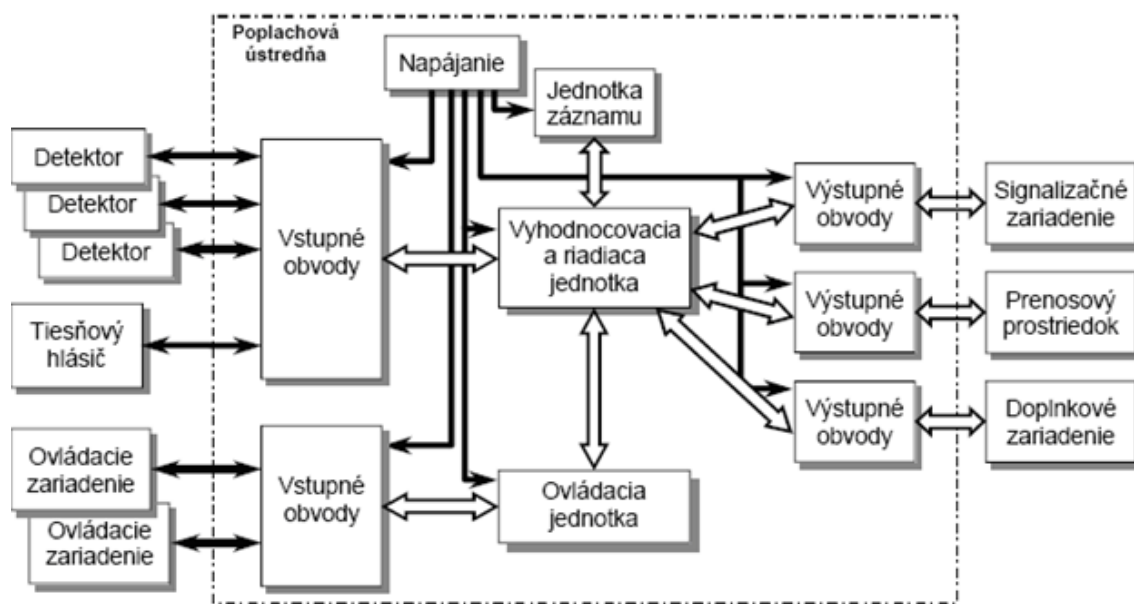 Poplachová
ústredňa
Napájanie
Jednotka
záznamu
Detektor
Detektor
Detektor
Tiesňový
hlásič
Ovládacie
zariadenie
Ovládacie
zariadenie
Vstupné
obvody
Vstupné
obvody
Vyhodnocovacia
a riadiaca
jednotka
Ovládacia
jednotka
Výstupné
obvody
Výstupné
obvody
Výstupné
obvody
Signalizačné
zariadenie
Prenosový
prostriedok
Doplnkové
zariadenie